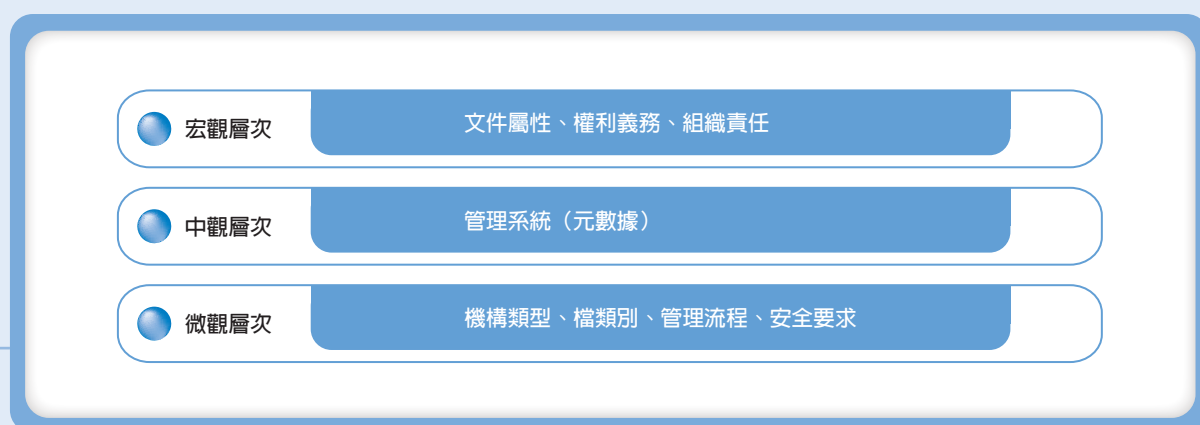 宏觀層次 文件屬性、權利義務、組織責任
中觀層次 管理系統（元數據）
微觀層次 機構類型、檔類別、管理流程、安全要求